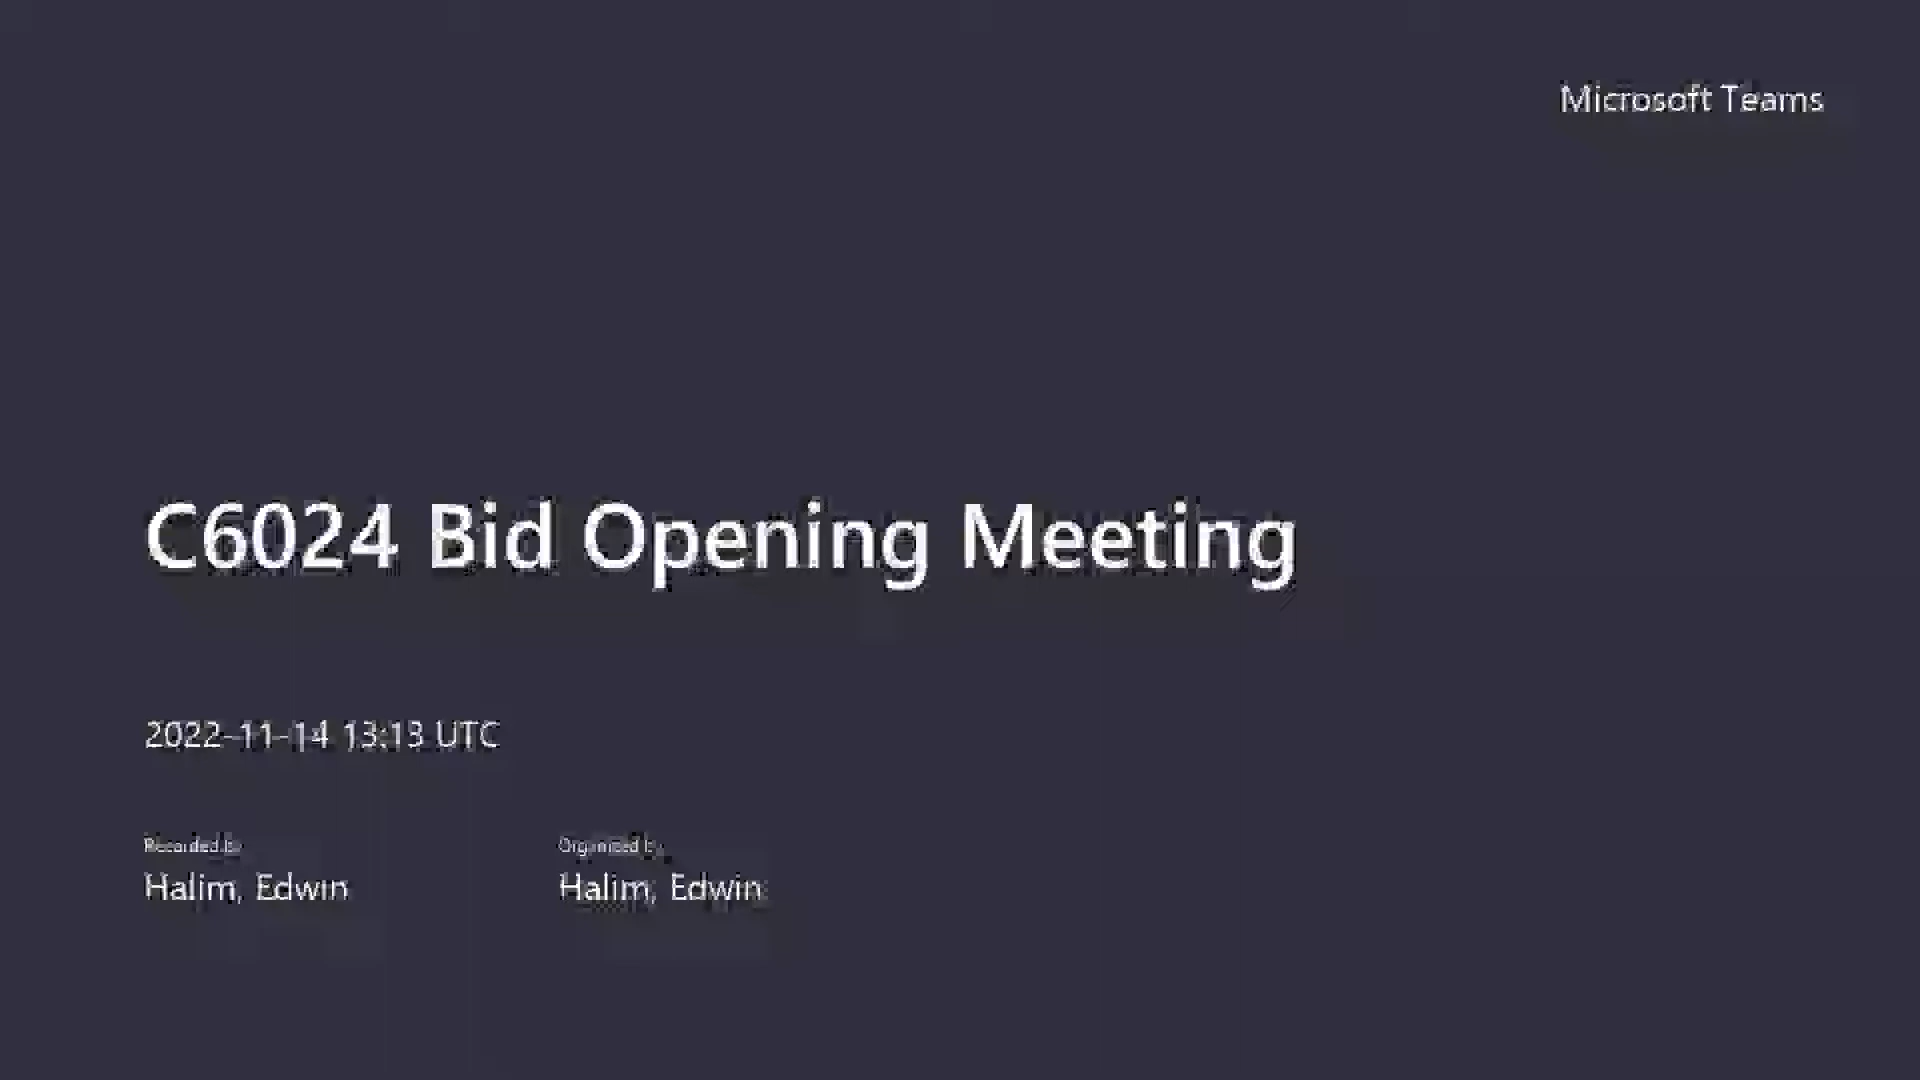 Microsoft Teams
C6024 Bid Opening Meeting
2022-11-14 13:13 UTC
Recorded by
Organized by
Halim, Edwin
Halim, Edwin